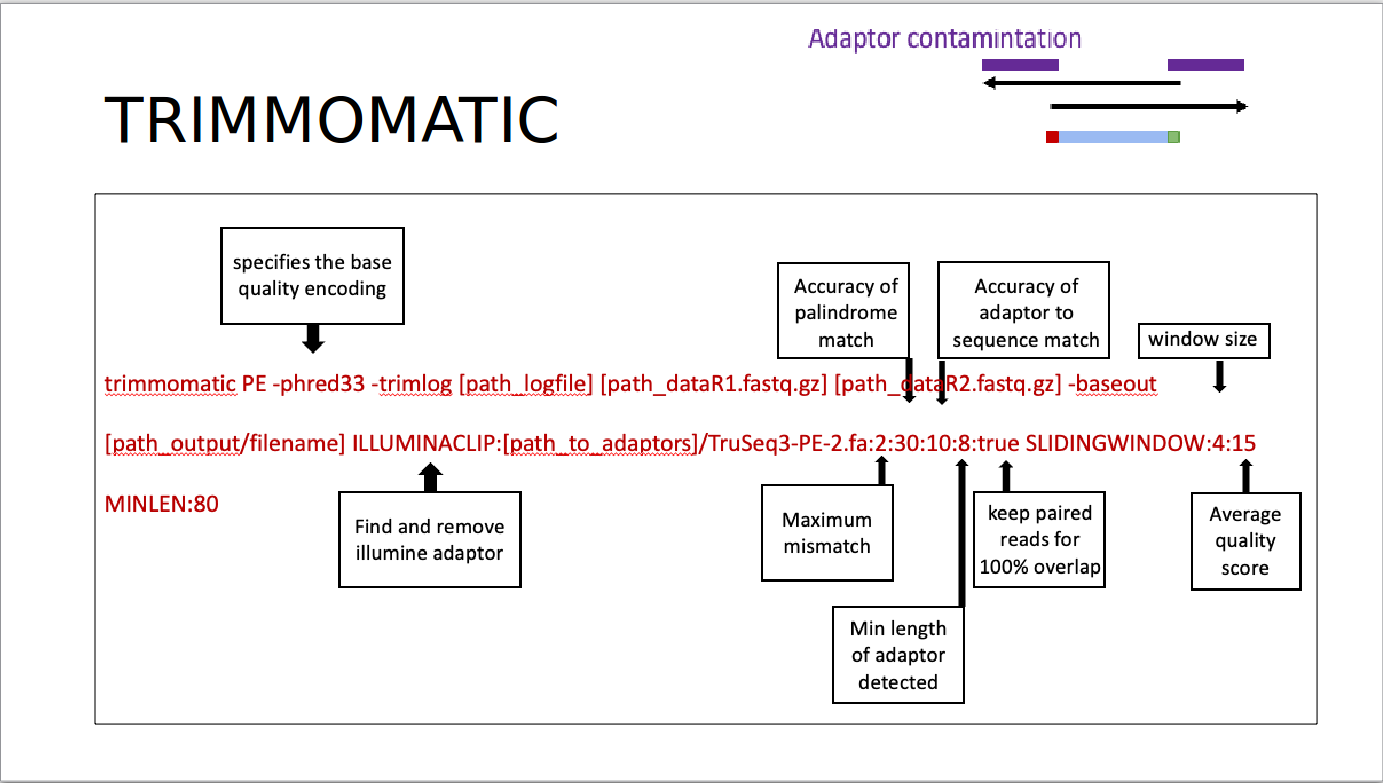 Adaptor contamintation
TRIMMOMATIC
specifies the base
quality encoding
Accuracy of
palindrome
match
Accuracy of
adaptor to
sequence match
window size
trimmomatic PE -phred33 -trimlog [path_logfile] [path_dataR1.fastq.gz] [path_dataR2.fastq.gz] -baseout
[path_output/filename] ILLUMINACLIP:[path_to_adaptors]/TruSeq3-PE-2.fa:2:30:10:8:true SLIDINGWINDOW:4:15
MINLEN:80
Find and remove
illumine adaptor
Maximum
mismatch
keep paired
reads for
100% overlap
Average
quality
score
Min length
of adaptor
detected